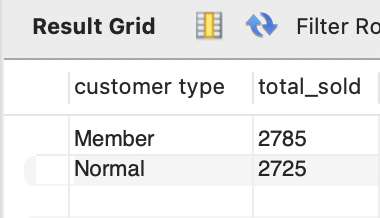 Result Grid Filter Ro
customer type total_sold
Member 2785
Normal 2725